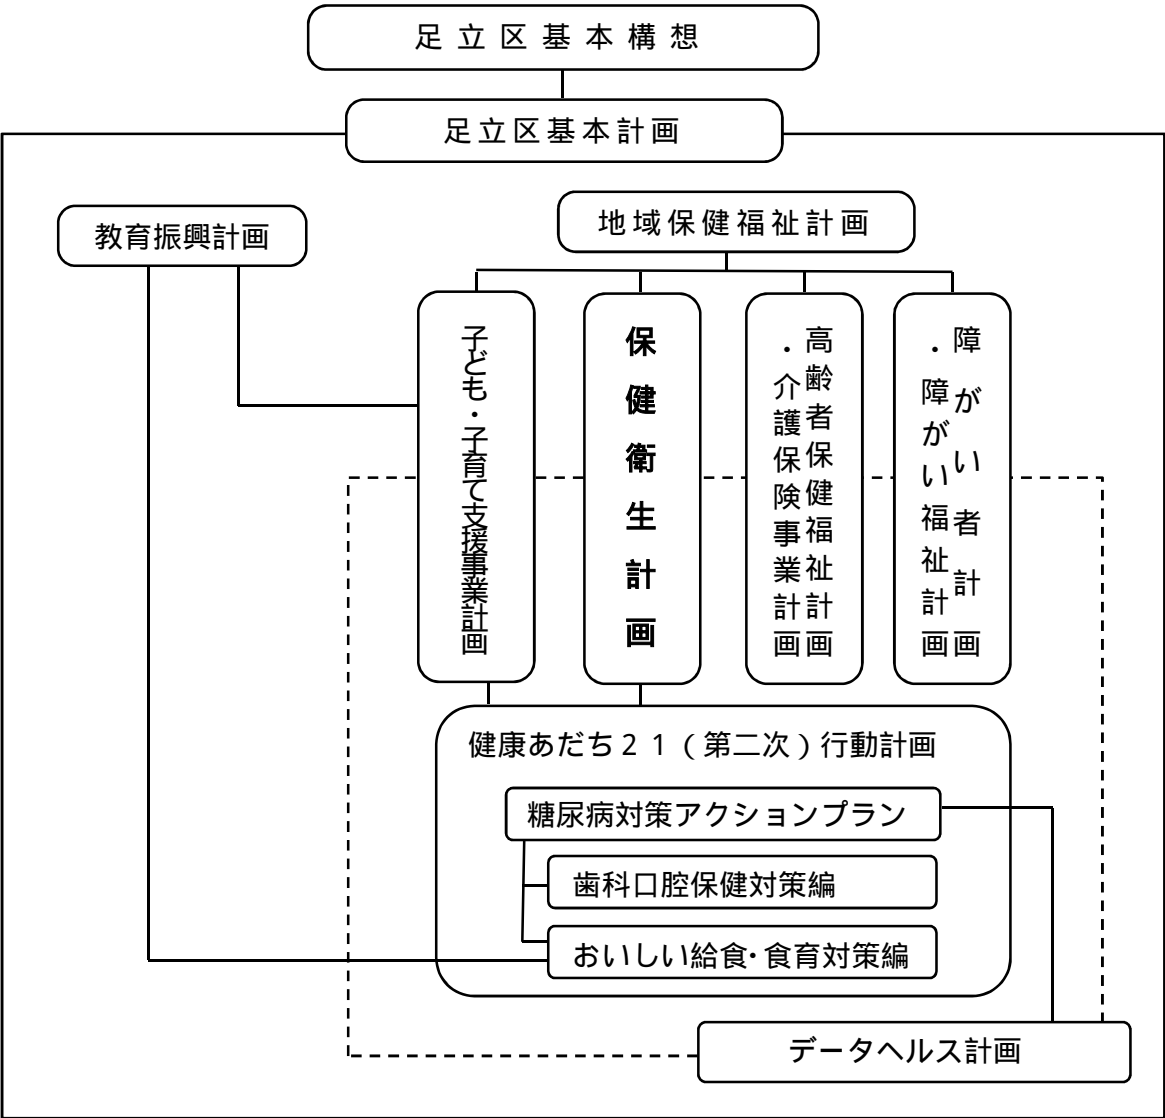 足立区基本構想
足立区基本計画
教育振興計画
地域保健福祉計画
子ども・子育て支援事業計画
保健衛生計画
高齢者保健福祉計画
・介護保険事業計画
障がい者計画
・障がい福祉計画
健康あだち２１(第二次)行動計画
糖尿病対策アクションプラン
歯科口腔保健対策編
おいしい給食・食育対策編
データヘルス計画